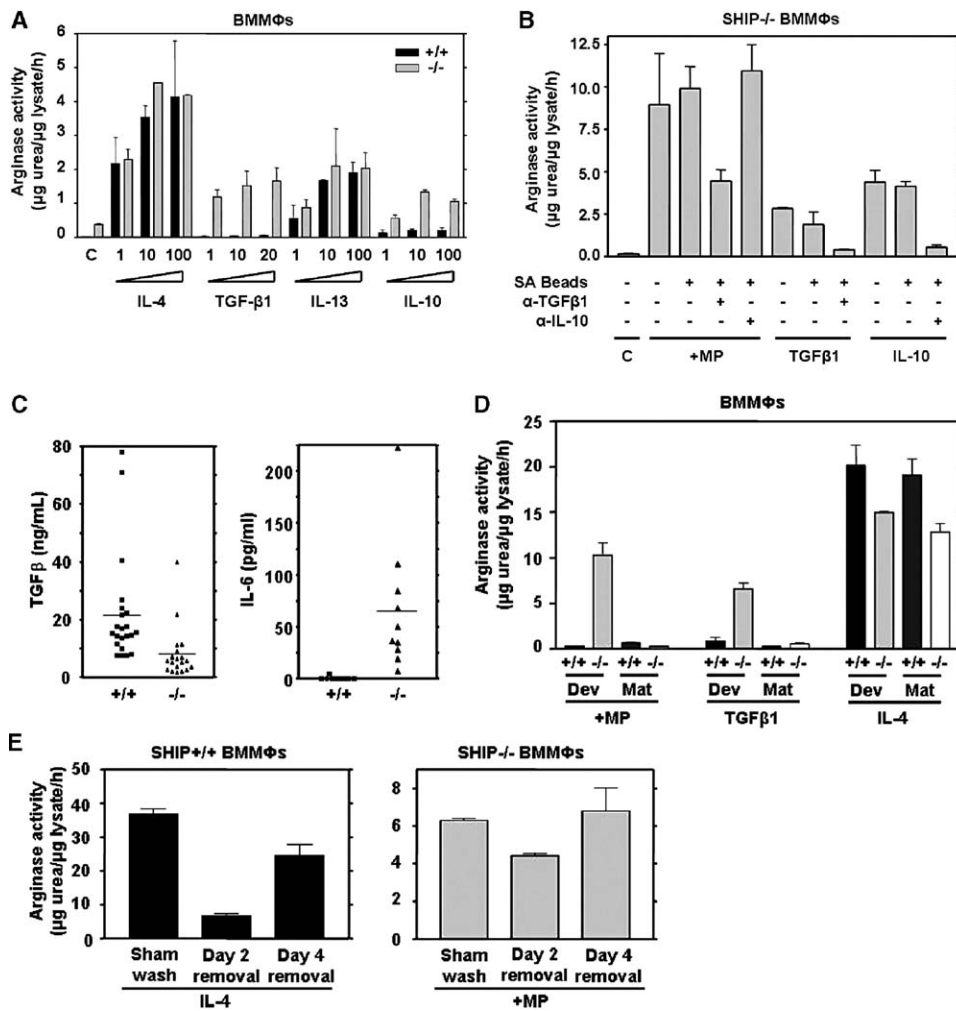 A
BMMΦs
Arginase activity
(µg urea/µg lysate/h)
6
5
4
3
2
1
0
+/+
-/-
C 1 10 100 1 10 20 1 10 100 1 10 100
IL-4 TGF-β1 IL-13 IL-10
B
SHIP-/- BMMΦs
Arginase activity
(µg urea/µg lysate/h)
12.5
10.0
7.5
5.0
2.5
0.0
SA Beads - - + + + - + + - + +
α-TGFβ1 - - - + - - - + - - -
α-IL-10 - - - - + - - - - - +
C +MP TGFβ1 IL-10
C
TGFβ (ng/mL)
80
60
40
20
0
+/+ -/-
IL-6 (pg/ml)
200
150
100
50
0
+/+ -/-
D
BMMΦs
Arginase activity
(µg urea/µg lysate/h)
25
20
15
10
5
0
+/+ -/- +/+ -/- +/+ -/- +/+ -/- +/+ -/- +/+ -/-
Dev Mat Dev Mat Dev Mat
+MP TGFβ1 IL-4
E
SHIP+/+ BMMΦs
Arginase activity
(µg urea/µg lysate/h)
50
40
30
20
10
0
Sham Day 2 Day 4
wash removal removal
IL-4
SHIP-/- BMMΦs
8
6
4
2
0
Sham Day 2 Day 4
wash removal removal
+MP